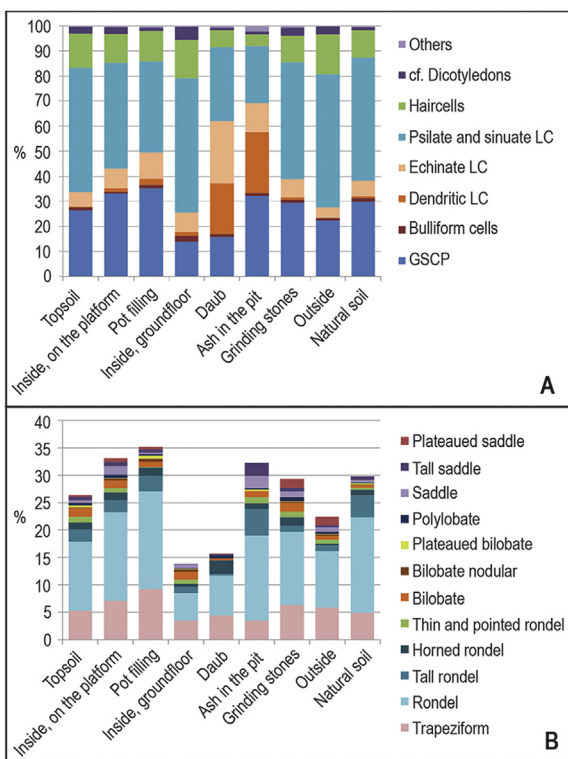 100
90
80
70
60
50
40
30
20
10
0
%
Others
cf. Dicotyledons
Haircells
Psilate and sinuate LC
Echinate LC
Dendritic LC
Bulliform cells
GSCP
Topsoil
Inside, on the platform
Pot filling
Inside, groundfloor
Daub
Ash in the pit
Grinding stones
Outside
Natural soil
A
40
35
30
25
20
15
10
5
0
%
Plateaued saddle
Tall saddle
Saddle
Polylobate
Plateaued bilobate
Bilobate nodular
Bilobate
Thin and pointed rondel
Horned rondel
Tall rondel
Rondel
Trapeziform
Topsoil
Inside, on the platform
Pot filling
Inside, groundfloor
Daub
Ash in the pit
Grinding stones
Outside
Natural soil
B